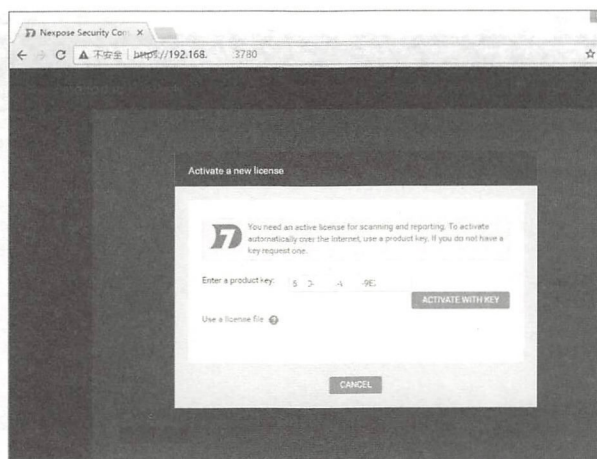 Nexpose Security Con
不安全 https://192.168. 3780
Activate a new license
You need an active license for scanning and reporting. To activate
automatically over the Internet, use a product key. If you do not have a
key request one.
Enter a product key:
ACTIVATE WITH KEY
Use a license file
CANCEL